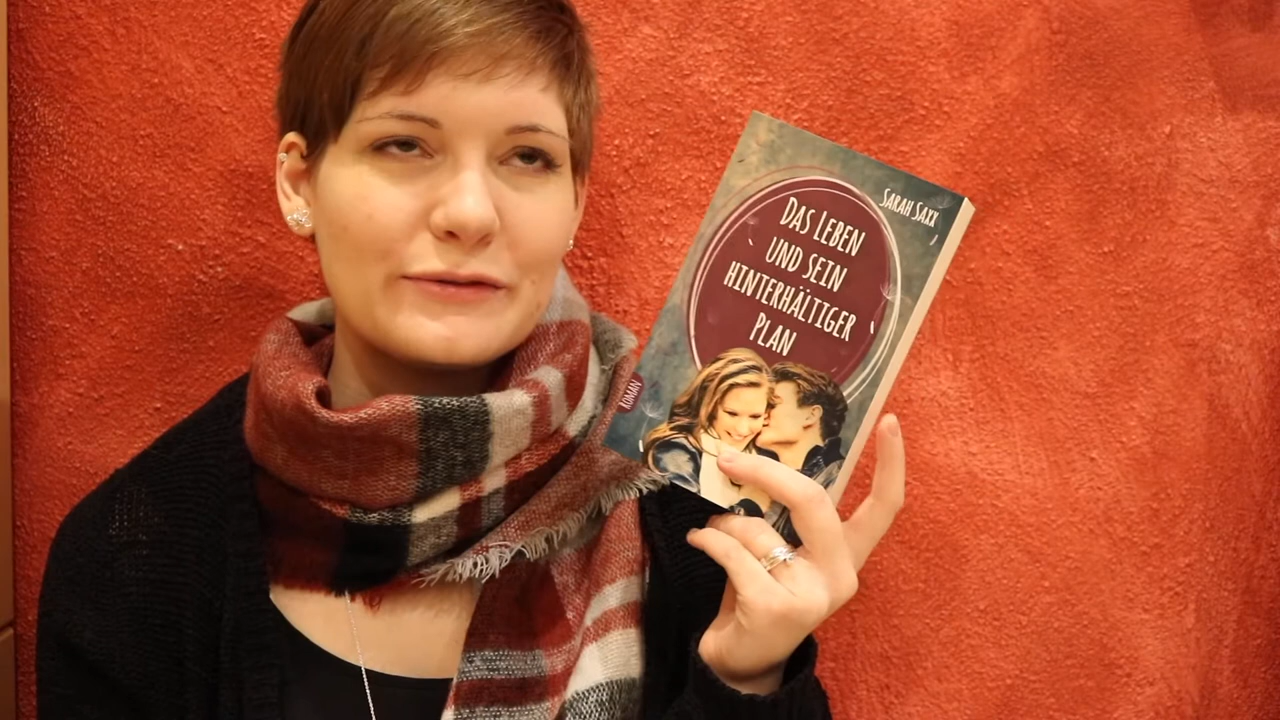 Sarah Saxx
Das Leben
und sein
hinterhältiger
Plan
Roman